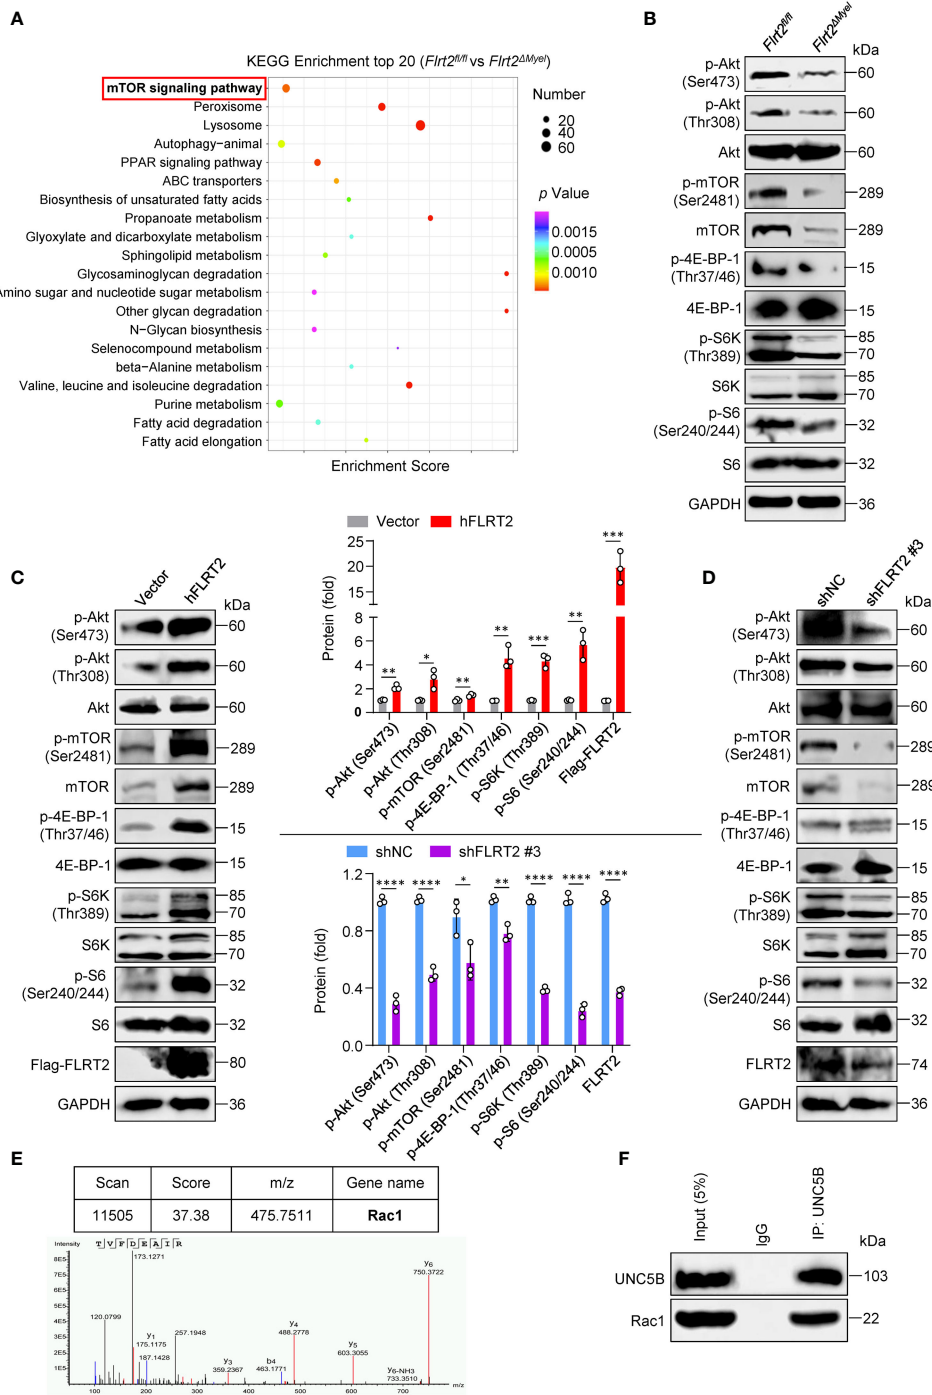 A
KEGG Enrichment top 20 (Flrt2fl/fl vs Flrt2ΔMyel)
mTOR signaling pathway
Peroxisome
Lysosome
Autophagy−animal
PPAR signaling pathway
ABC transporters
Biosynthesis of unsaturated fatty acids
Propanoate metabolism
Glyoxylate and dicarboxylate metabolism
Sphingolipid metabolism
Glycosaminoglycan degradation
Amino sugar and nucleotide sugar metabolism
Other glycan degradation
N−Glycan biosynthesis
Selenocompound metabolism
beta−Alanine metabolism
Valine, leucine and isoleucine degradation
Purine metabolism
Fatty acid degradation
Fatty acid elongation
Enrichment Score
Number
20
40
60
p Value
0.0015
0.0005
0.0010
B
Flrt2fl/fl
Flrt2ΔMyel
kDa
p-Akt
(Ser473)
60
p-Akt
(Thr308)
60
Akt
60
p-mTOR
(Ser2481)
289
mTOR
289
p-4E-BP-1
(Thr37/46)
15
4E-BP-1
15
p-S6K
(Thr389)
85
70
S6K
85
70
p-S6
(Ser240/244)
32
S6
32
GAPDH
36
C
Vector
hFLRT2
kDa
p-Akt
(Ser473)
60
p-Akt
(Thr308)
60
Akt
60
p-mTOR
(Ser2481)
289
mTOR
289
p-4E-BP-1
(Thr37/46)
15
4E-BP-1
15
p-S6K
(Thr389)
85
70
S6K
85
70
p-S6
(Ser240/244)
32
S6
32
Flag-FLRT2
80
GAPDH
36
Vector
hFLRT2
Protein (fold)
25
20
15
8
6
4
2
0
**
*
**
**
***
**
***
p-Akt (Ser473)
p-Akt (Thr308)
p-mTOR (Ser2481)
p-4E-BP-1 (Thr37/46)
p-S6K (Thr389)
p-S6 (Ser240/244)
Flag-FLRT2
shNC
shFLRT2 #3
Protein (fold)
1.2
0.8
0.4
0.0
****
****
*
**
****
****
****
p-Akt (Ser473)
p-Akt (Thr308)
p-mTOR (Ser2481)
p-4E-BP-1(Thr37/46)
p-S6K (Thr389)
p-S6 (Ser240/244)
FLRT2
D
shNC
shFLRT2 #3
kDa
p-Akt
(Ser473)
60
p-Akt
(Thr308)
60
Akt
60
p-mTOR
(Ser2481)
289
mTOR
289
p-4E-BP-1
(Thr37/46)
15
4E-BP-1
15
p-S6K
(Thr389)
85
70
S6K
85
70
p-S6
(Ser240/244)
32
S6
32
FLRT2
74
GAPDH
36
E
Scan Score m/z Gene name
11505 37.38 475.7511 Rac1
Intensity
T V F D E A I R
8E5
7E5
6E5
5E5
4E5
3E5
2E5
1E5
120.0799
173.1271
y1
175.1175
187.1428
257.1948
y3
359.2367
b4
463.1771
y4
488.2778
y5
603.3055
y6-NH3
733.3510
y6
750.3722
100
200
300
400
500
600
700
m/z
F
Input (5%)
IgG
IP: UNC5B
kDa
UNC5B
103
Rac1
22